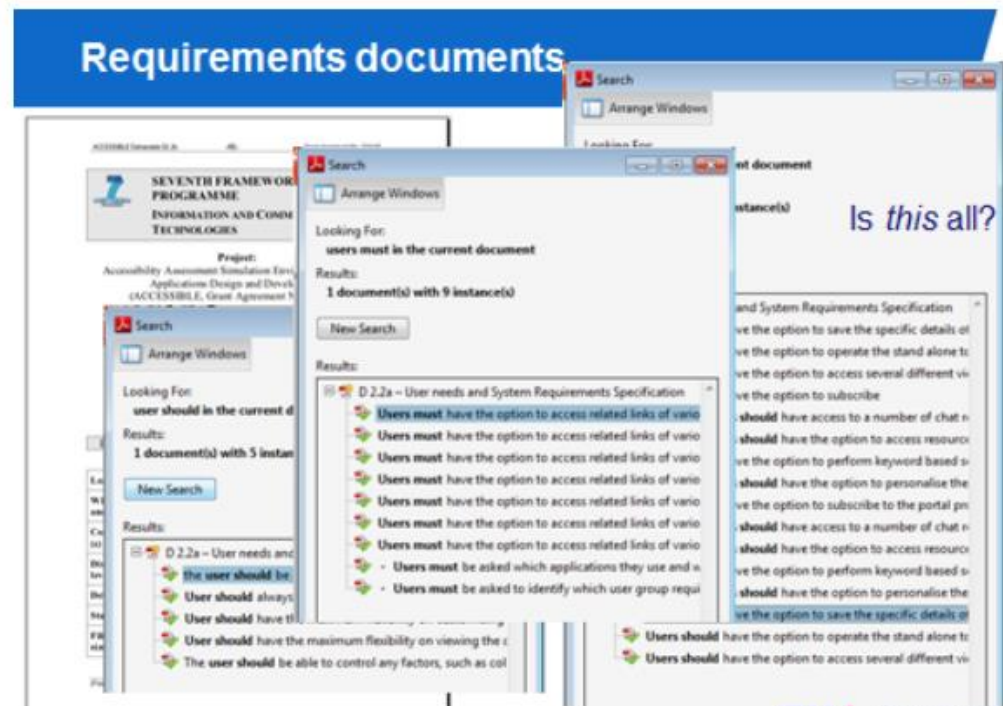 Requirements documents
Is this all?
SEVENTH FRAMEWOR
PROGRAMME
INFORMATION AND COMM
TECHNOLOGIES
Project:
Accessibility Assessment Simulation Envi
Applications Design and Devel
(ACCESSIBLE, Grant Agreement N
Search
Arrange Windows
Looking For:
user should in the current d
Results:
1 document(s) with 5 instan
New Search
Results:
D 2.2a – User needs and
the user should be
User should always
User should have th
User should have the maximum flexibility on viewing the c
The user should be able to control any factors, such as col
Search
Arrange Windows
Looking For:
users must in the current document
Results:
1 document(s) with 9 instance(s)
New Search
Results:
D 2.2a – User needs and System Requirements Specification
Users must have the option to access related links of vario
Users must have the option to access related links of vario
Users must have the option to access related links of vario
Users must have the option to access related links of vario
Users must have the option to access related links of vario
Users must have the option to access related links of vario
Users must have the option to access related links of vario
- Users must be asked which applications they use and w
- Users must be asked to identify which user group requi
Search
Arrange Windows
Looking For:
nt document
nstance(s)
and System Requirements Specification
ve the option to save the specific details of
ve the option to operate the stand alone to
ve the option to access several different vi
ve the option to subscribe
should have access to a number of chat r
should have the option to access resource
ve the option to perform keyword based s
should have the option to personalise the
ve the option to subscribe to the portal pr
should have access to a number of chat r
should have the option to access resource
ve the option to perform keyword based s
should have the option to personalise the
ve the option to save the specific details of
Users should have the option to operate the stand alone to
Users should have the option to access several different vi